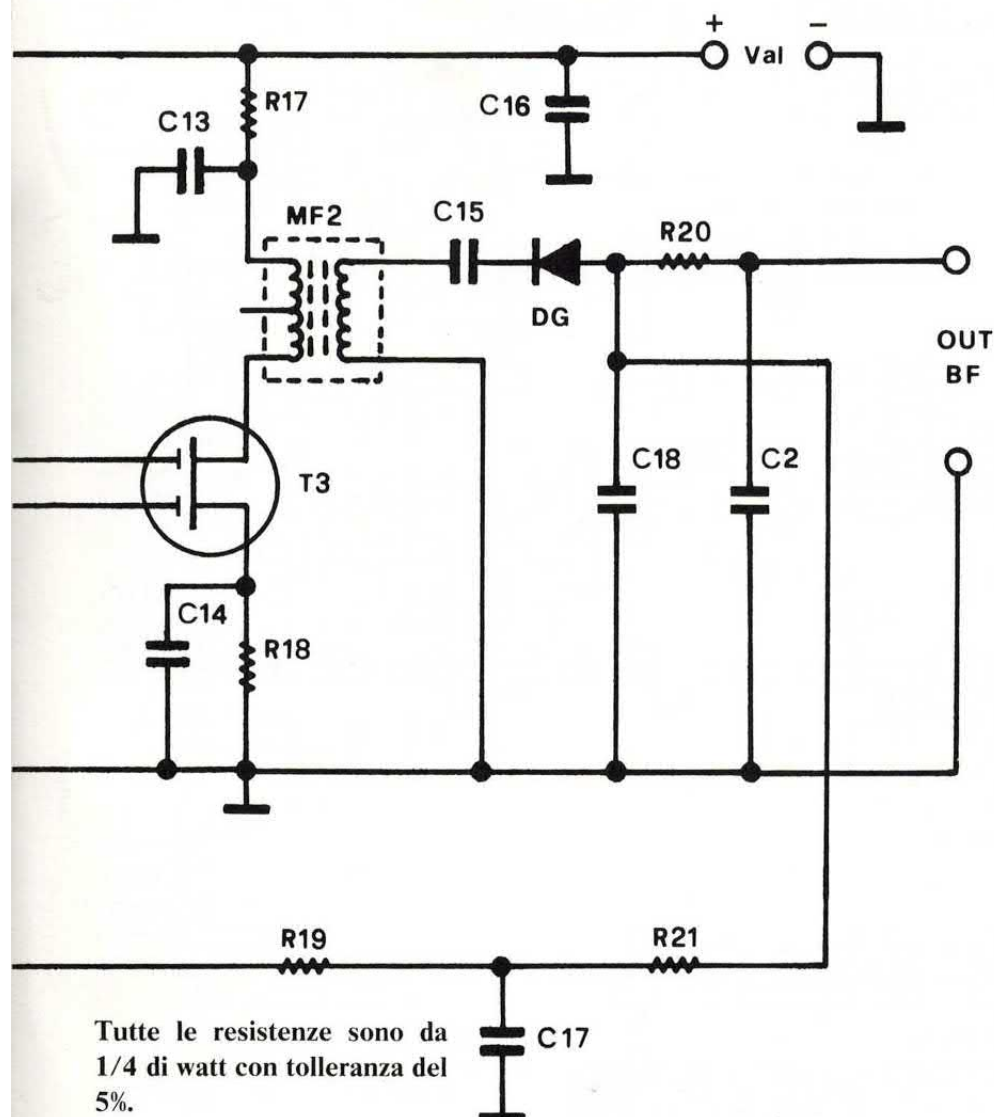 + Val -
R17
C16
C13
MF2
C15
R20
DG
OUT
BF
C18
C2
T3
C14
R18
R19
R21
C17
Tutte le resistenze sono da
1/4 di watt con tolleranza del
5%.